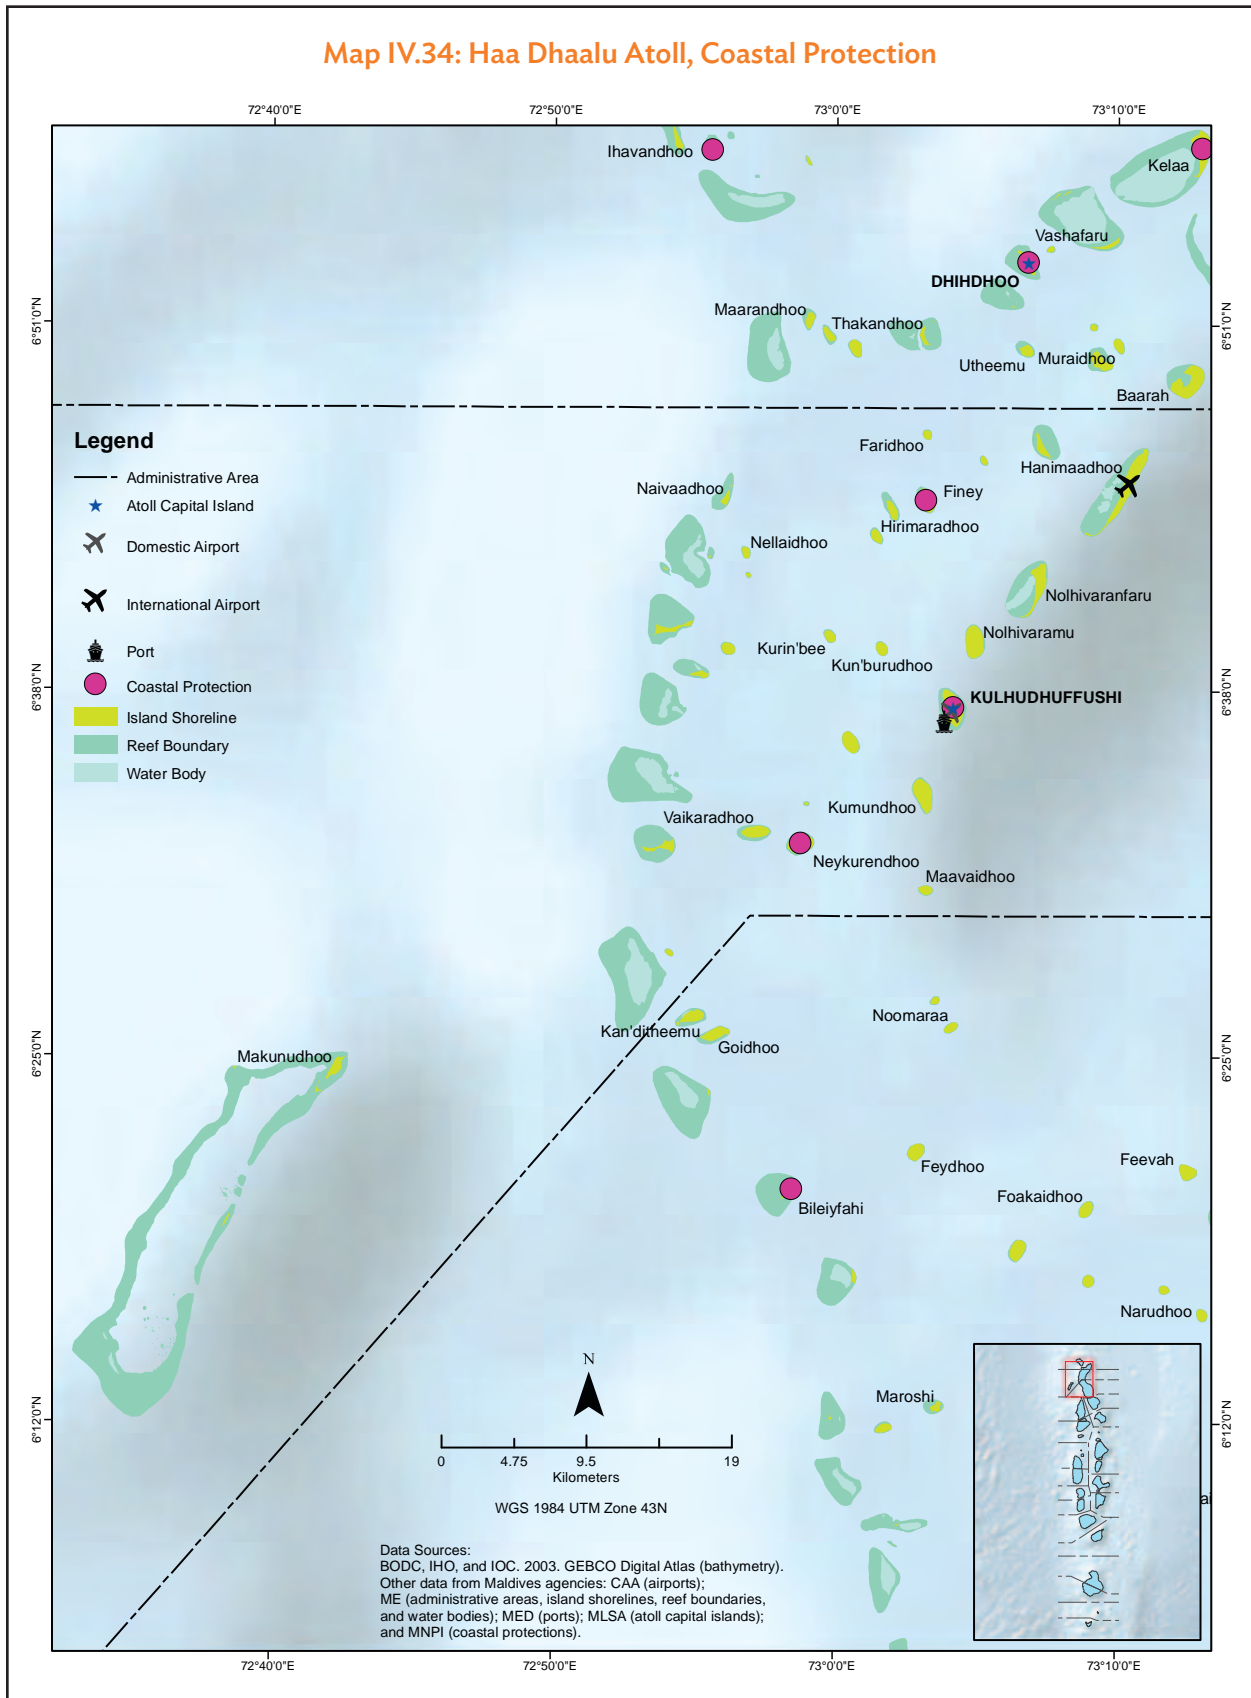 Map IV.34: Haa Dhaalu Atoll, Coastal Protection
72°40'0"E
72°50'0"E
73°0'0"E
73°10'0"E
Ihavandhoo
Kelaa
Vashafaru
DHIHDHOO
Maarandhoo
Thakandhoo
6°51'0"N
6°51'0"N
Utheemu
Muraidhoo
Baarah
Legend
Administrative Area
Atoll Capital Island
Domestic Airport
International Airport
Port
Coastal Protection
Island Shoreline
Reef Boundary
Water Body
Faridhoo
Hanimaadhoo
Naivaadhoo
Finey
Hirimaradhoo
Nellaidhoo
Nolhivaranfaru
Nolhivaramu
Kurin'bee
Kun'burudhoo
6°38'0"N
6°38'0"N
KULHUDHUFFUSHI
Kumundhoo
Vaikaradhoo
Neykurendhoo
Maavaidhoo
Noomaraa
Kan'ditheemu
Goidhoo
6°25'0"N
6°25'0"N
Makunudhoo
Feydhoo
Feevah
Foakaidhoo
Bileiyfahi
Narudhoo
N
Maroshi
6°12'0"N
6°12'0"N
0 4.75 9.5 19
Kilometers
WGS 1984 UTM Zone 43N
ai
Data Sources:
BODC, IHO, and IOC. 2003. GEBCO Digital Atlas (bathymetry).
Other data from Maldives agencies: CAA (airports);
ME (administrative areas, island shorelines, reef boundaries,
and water bodies); MED (ports); MLSA (atoll capital islands);
and MNPI (coastal protections).
72°40'0"E
72°50'0"E
73°0'0"E
73°10'0"E